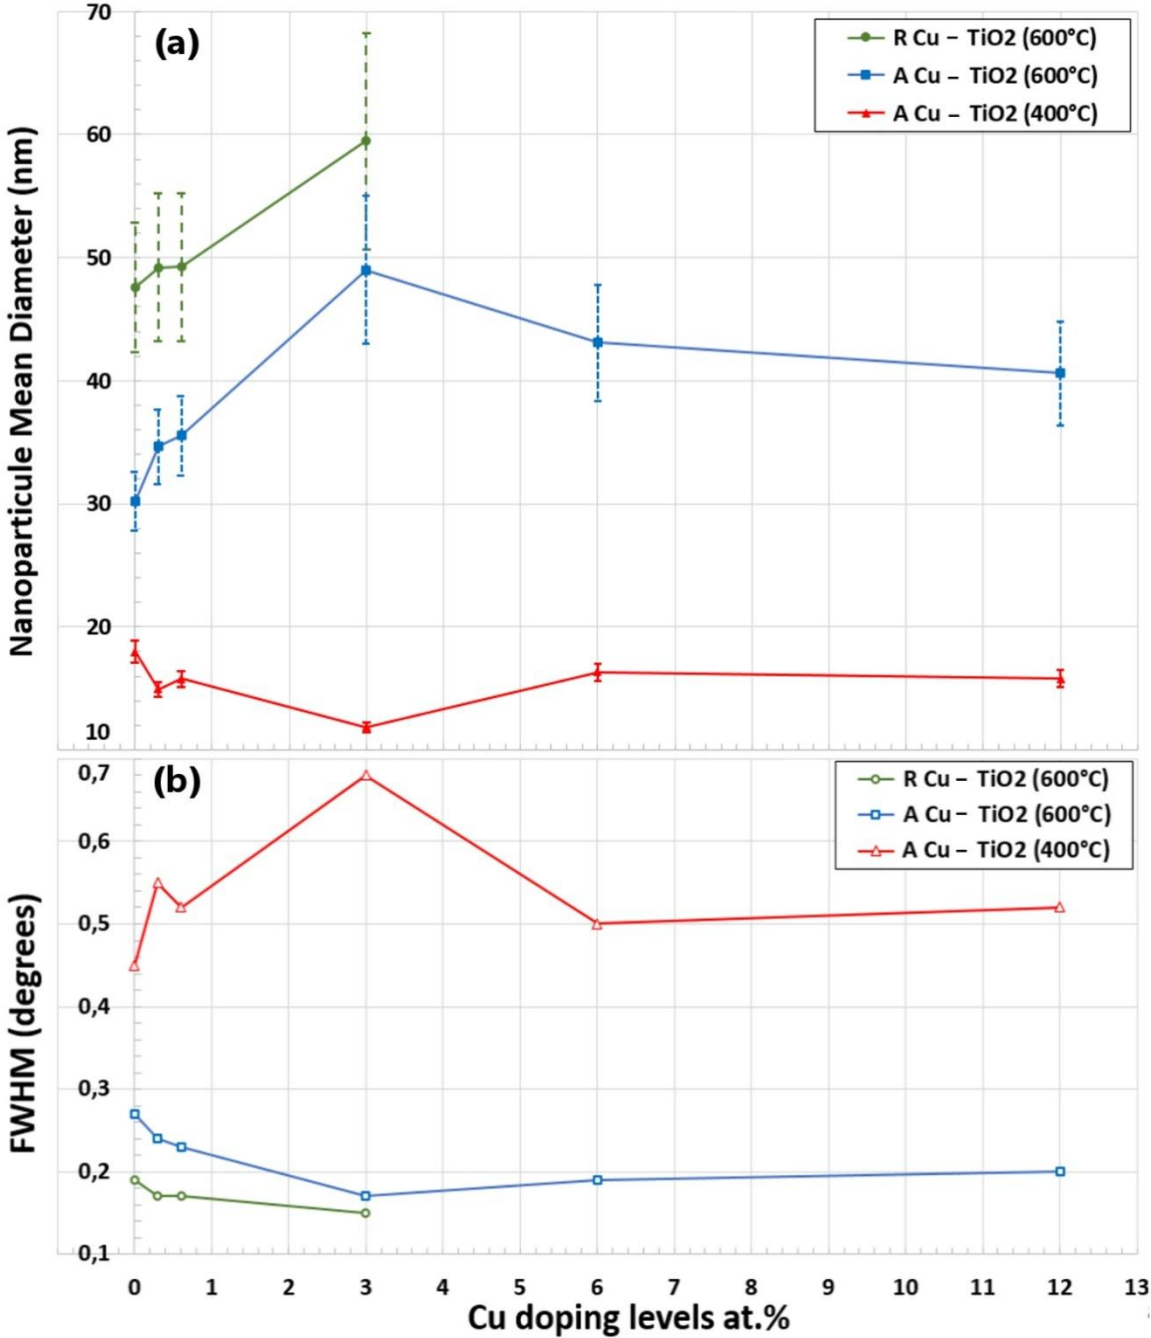 70
(a)
R Cu – TiO2 (600°C)
A Cu – TiO2 (600°C)
A Cu – TiO2 (400°C)
60
50
40
30
20
10
Nanoparticule Mean Diameter (nm)
(b)
R Cu – TiO2 (600°C)
A Cu – TiO2 (600°C)
A Cu – TiO2 (400°C)
0,7
0,6
0,5
0,4
0,3
0,2
0,1
FWHM (degrees)
0 1 2 3 4 5 6 7 8 9 10 11 12 13
Cu doping levels at.%